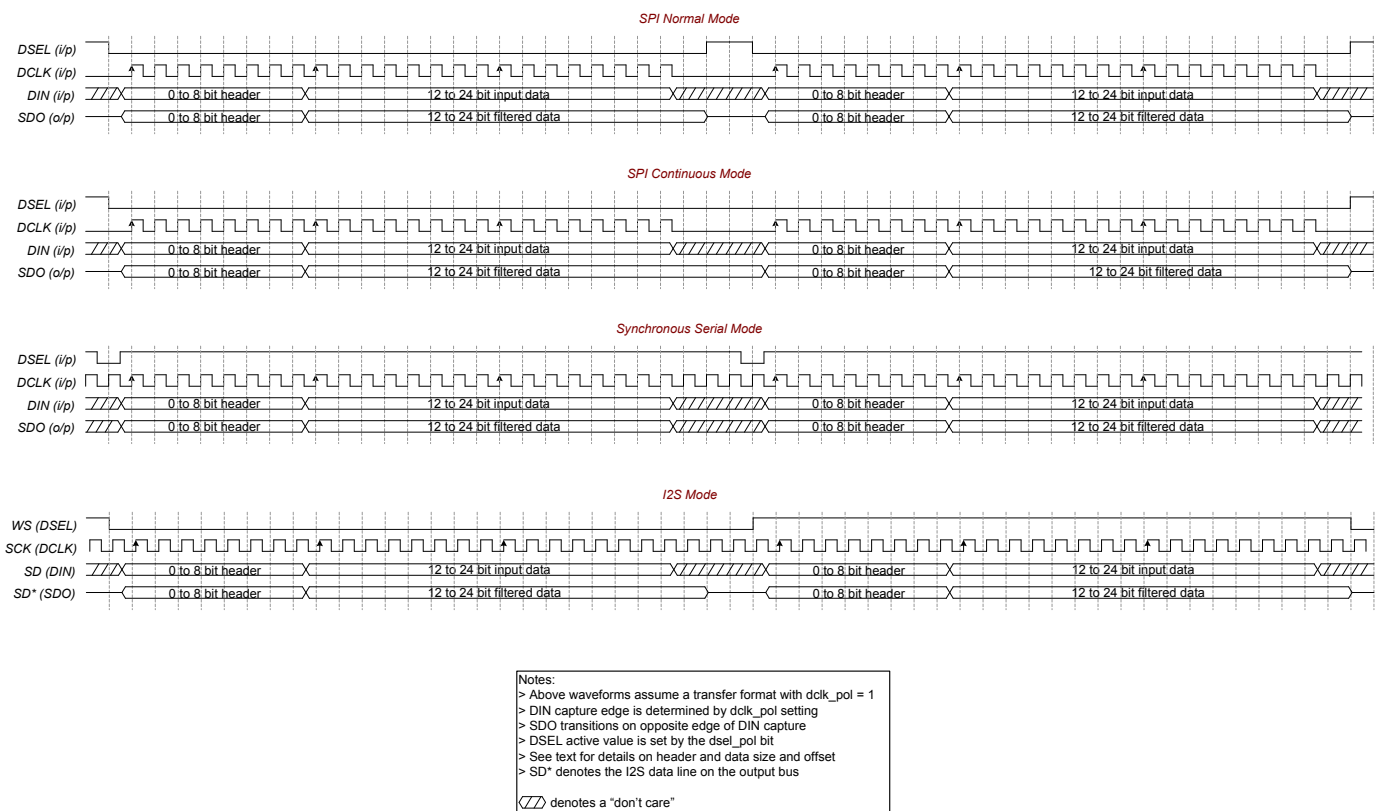 SPI Normal Mode
DSEL (i/p)
DCLK (i/p)
DIN (i/p) 0 to 8 bit header 12 to 24 bit input data 0 to 8 bit header 12 to 24 bit input data
SDO (o/p) 0 to 8 bit header 12 to 24 bit filtered data 0 to 8 bit header 12 to 24 bit filtered data
SPI Continuous Mode
DSEL (i/p)
DCLK (i/p)
DIN (i/p) 0 to 8 bit header 12 to 24 bit input data 0 to 8 bit header 12 to 24 bit input data
SDO (o/p) 0 to 8 bit header 12 to 24 bit filtered data 0 to 8 bit header 12 to 24 bit filtered data
Synchronous Serial Mode
DSEL (i/p)
DCLK (i/p)
DIN (i/p) 0 to 8 bit header 12 to 24 bit input data 0 to 8 bit header 12 to 24 bit input data
SDO (o/p) 0 to 8 bit header 12 to 24 bit filtered data 0 to 8 bit header 12 to 24 bit filtered data
I2S Mode
WS (DSEL)
SCK (DCLK)
SD (DIN) 0 to 8 bit header 12 to 24 bit input data 0 to 8 bit header 12 to 24 bit input data
SD* (SDO) 0 to 8 bit header 12 to 24 bit filtered data 0 to 8 bit header 12 to 24 bit filtered data
Notes:
> Above waveforms assume a transfer format with dclk_pol = 1
> DIN capture edge is determined by dclk_pol setting
> SDO transitions on opposite edge of DIN capture
> DSEL active value is set by the dsel_pol bit
> See text for details on header and data size and offset
> SD* denotes the I2S data line on the output bus
denotes a "don't care"